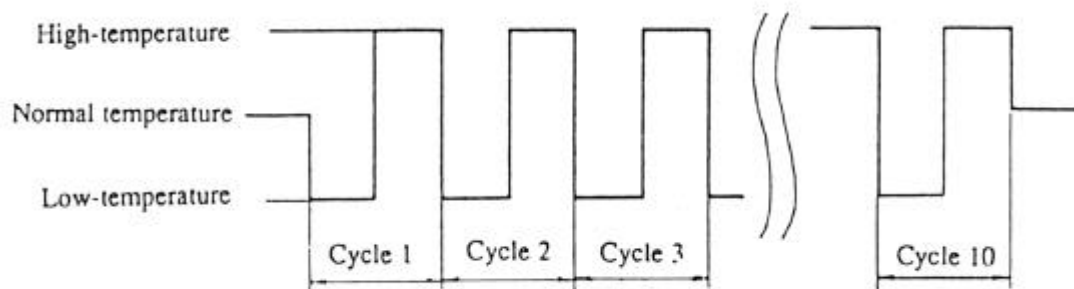 High-temperature
Normal temperature
Low-temperature
Cycle 1
Cycle 2
Cycle 3
Cycle 10